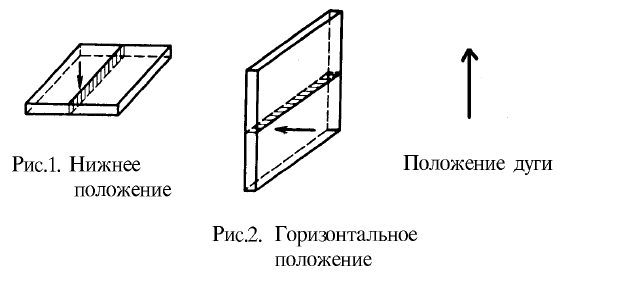 Рис.1. Нижнее
положение
Положение дуги
Рис.2. Горизонтальное
положение